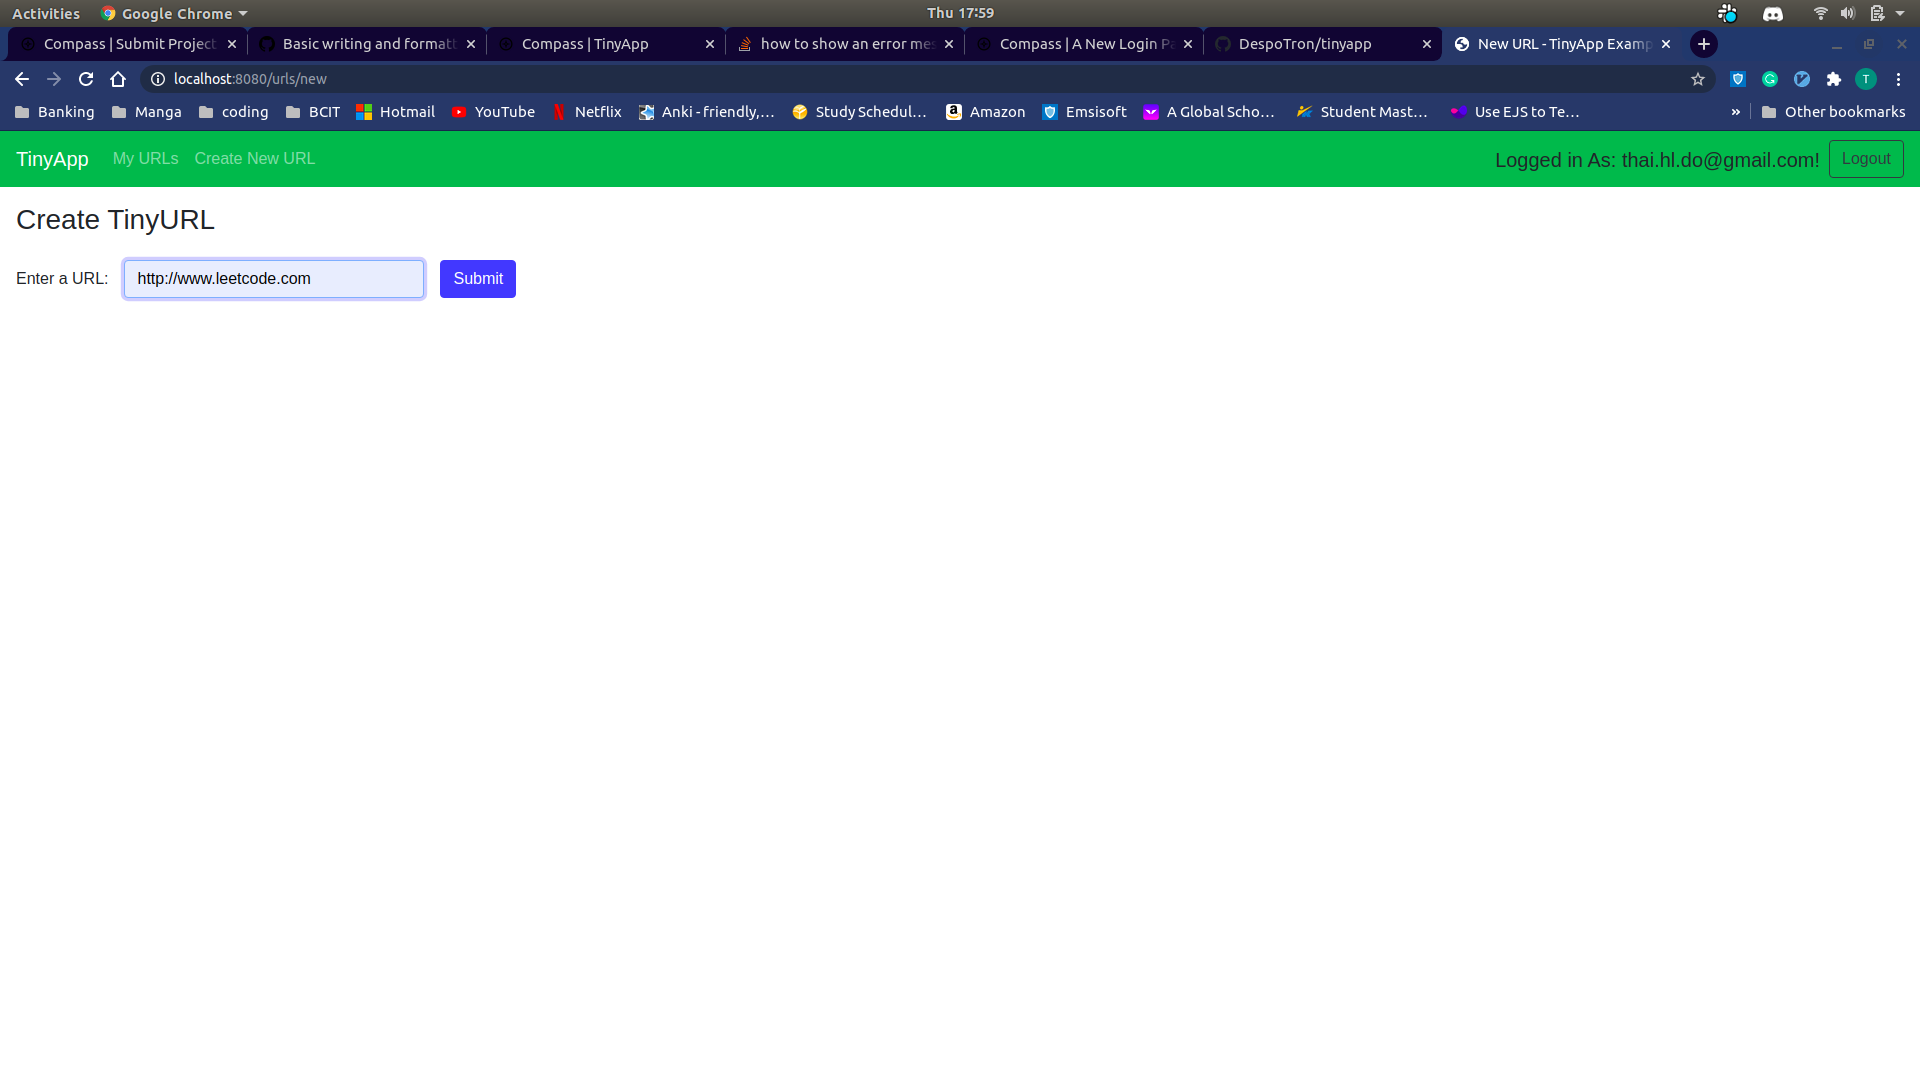 Activities Google Chrome Thu 17:59
Compass | Submit Project Basic writing and formatt Compass | TinyApp how to show an error mes Compass | A New Login Pa DespoTron/tinyapp New URL - TinyApp Examp
localhost:8080/urls/new T
Banking Manga coding BCIT Hotmail YouTube Netflix Anki - friendly,... Study Schedul... Amazon Emsisoft A Global Scho... Student Mast... Use EJS to Te... » Other bookmarks
TinyApp My URLs Create New URL Logged in As: thai.hl.do@gmail.com! Logout
Create TinyURL
Enter a URL: http://www.leetcode.com Submit